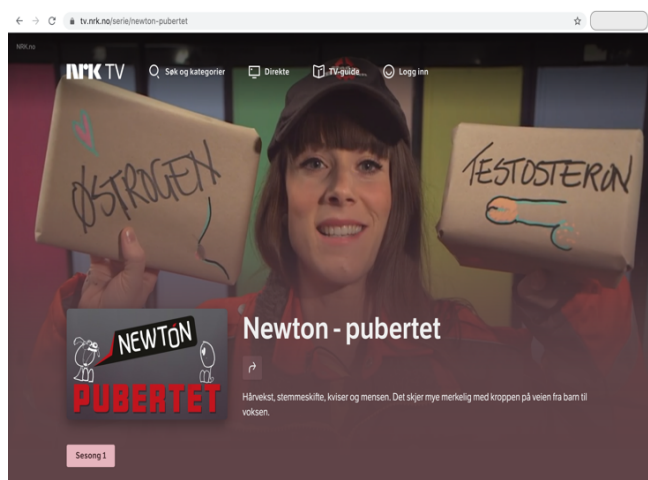 tv.nrk.no/serie/newton-pubertet
NRK.no
NRK TV Søk og kategorier Direkte TV-guide Logg inn
ØSTROGEN
TESTOSTERON
NEWTON
PUBERTET
Newton - pubertet
Hårvekst, stemmeskifte, kviser og mensen. Det skjer mye merkelig med kroppen på veien fra barn til
voksen.
Sesong 1